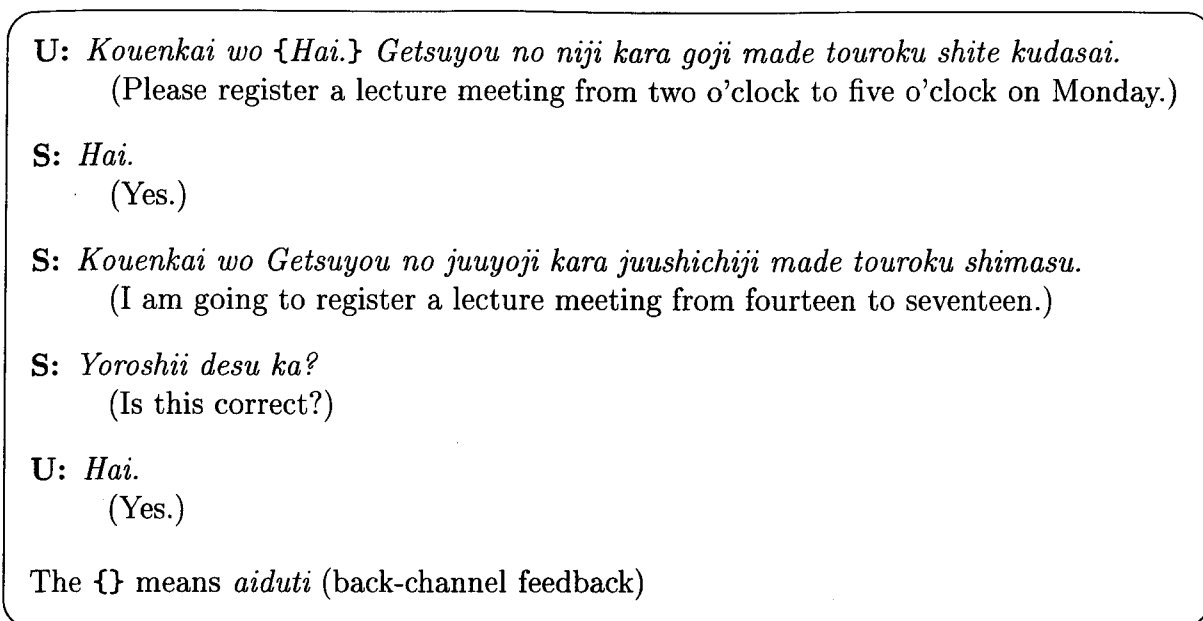 U: Kouenkai wo {Hai.} Getsuyou no niji kara goji made touroku shite kudasai.
(Please register a lecture meeting from two o'clock to five o'clock on Monday.)
S: Hai.
(Yes.)
S: Kouenkai wo Getsuyou no juuyoji kara juushichiji made touroku shimasu.
(I am going to register a lecture meeting from fourteen to seventeen.)
S: Yoroshii desu ka?
(Is this correct?)
U: Hai.
(Yes.)
The {} means aiduti (back-channel feedback)